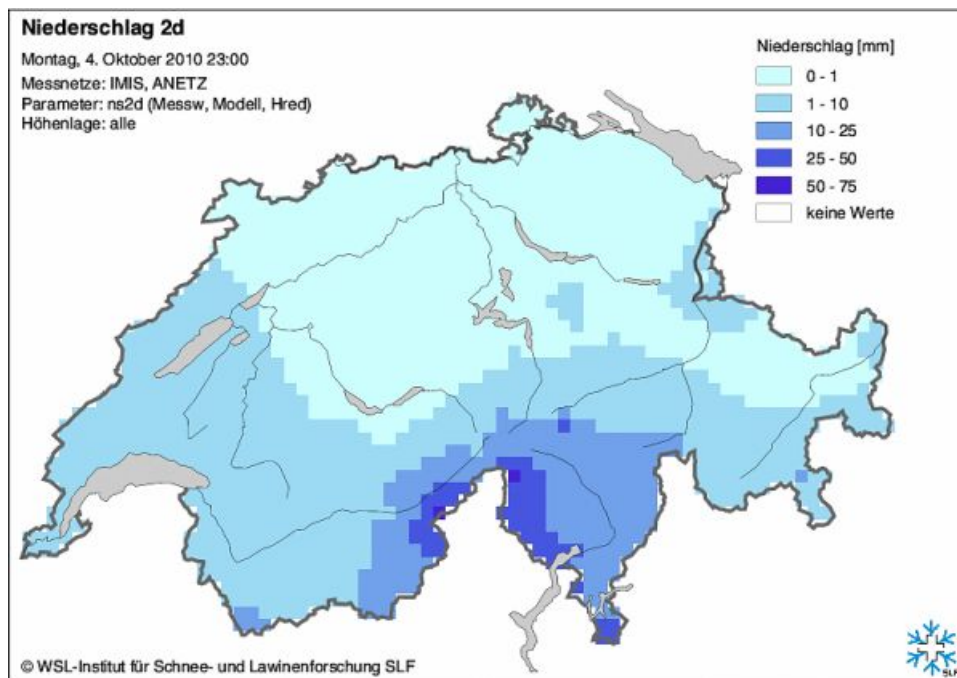 Niederschlag 2d
Montag, 4. Oktober 2010 23:00
Messnetze: IMIS, ANETZ
Parameter: ns2d (Messw, Modell, Hred)
Höhenlage: alle
Niederschlag [mm]
0 - 1
1 - 10
10 - 25
25 - 50
50 - 75
keine Werte
© WSL-Institut für Schnee- und Lawinenforschung SLF
SLF